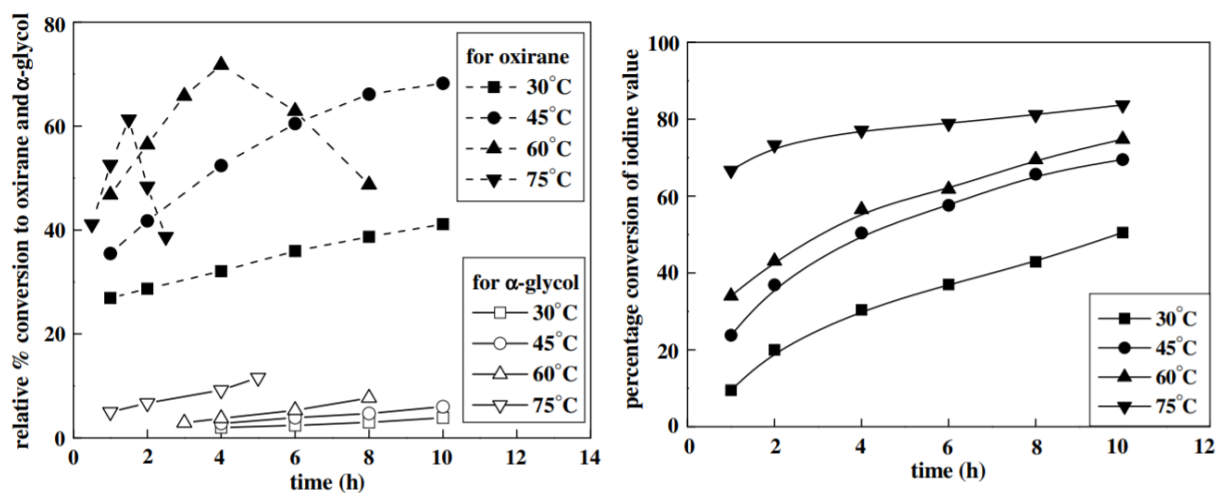 relative % conversion to oxirane and α-glycol
80
60
40
20
0
0 2 4 6 8 10 12 14
time (h)
for oxirane
30°C
45°C
60°C
75°C
for α-glycol
30°C
45°C
60°C
75°C
percentage conversion of iodine value
100
80
60
40
20
0
0 2 4 6 8 10 12
time (h)
30°C
45°C
60°C
75°C